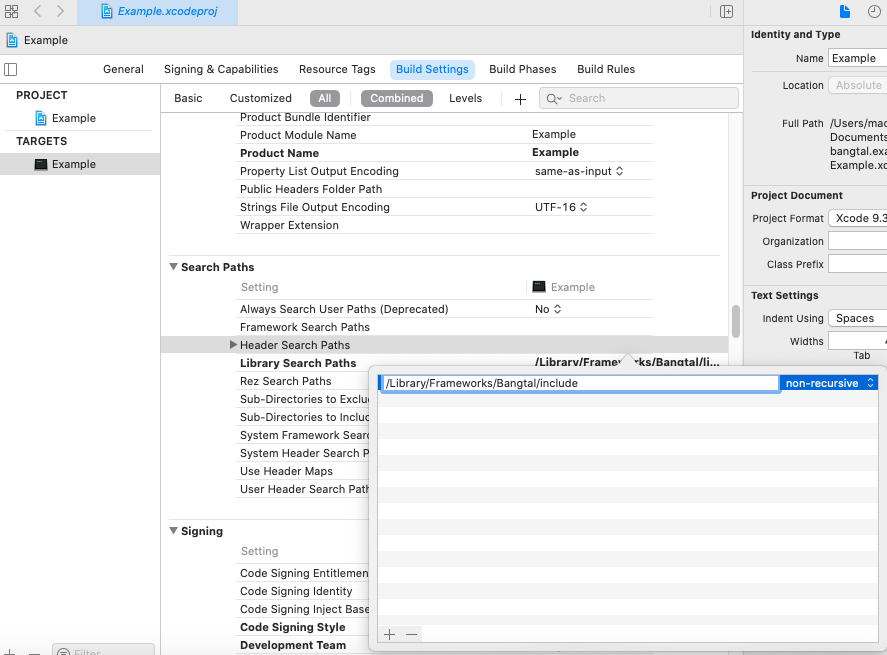 Example.xcodeproj
Example
General Signing & Capabilities Resource Tags Build Settings Build Phases Build Rules
PROJECT
Example
TARGETS
Example
Basic Customized All Combined Levels + Search
Product Bundle Identifier
Product Module Name Example
Product Name Example
Property List Output Encoding same-as-input
Public Headers Folder Path
Strings File Output Encoding UTF-16
Wrapper Extension
Search Paths
Setting Example
Always Search User Paths (Deprecated) No
Framework Search Paths
Header Search Paths
Library Search Paths /Library/Frameworks/Bangtal/li...
Rez Search Paths
Sub-Directories to Exclu
Sub-Directories to Includ
System Framework Searc
System Header Search P
Use Header Maps
User Header Search Path
/Library/Frameworks/Bangtal/include non-recursive
Signing
Setting
Code Signing Entitlemen
Code Signing Identity
Code Signing Inject Base
Code Signing Style
Development Team
+ − Filter
+ −
Identity and Type
Name Example
Location Absolute
Full Path /Users/mac
Documents
bangtal.exa
Example.xc
Project Document
Project Format Xcode 9.3
Organization
Class Prefix
Text Settings
Indent Using Spaces
Widths
Tab